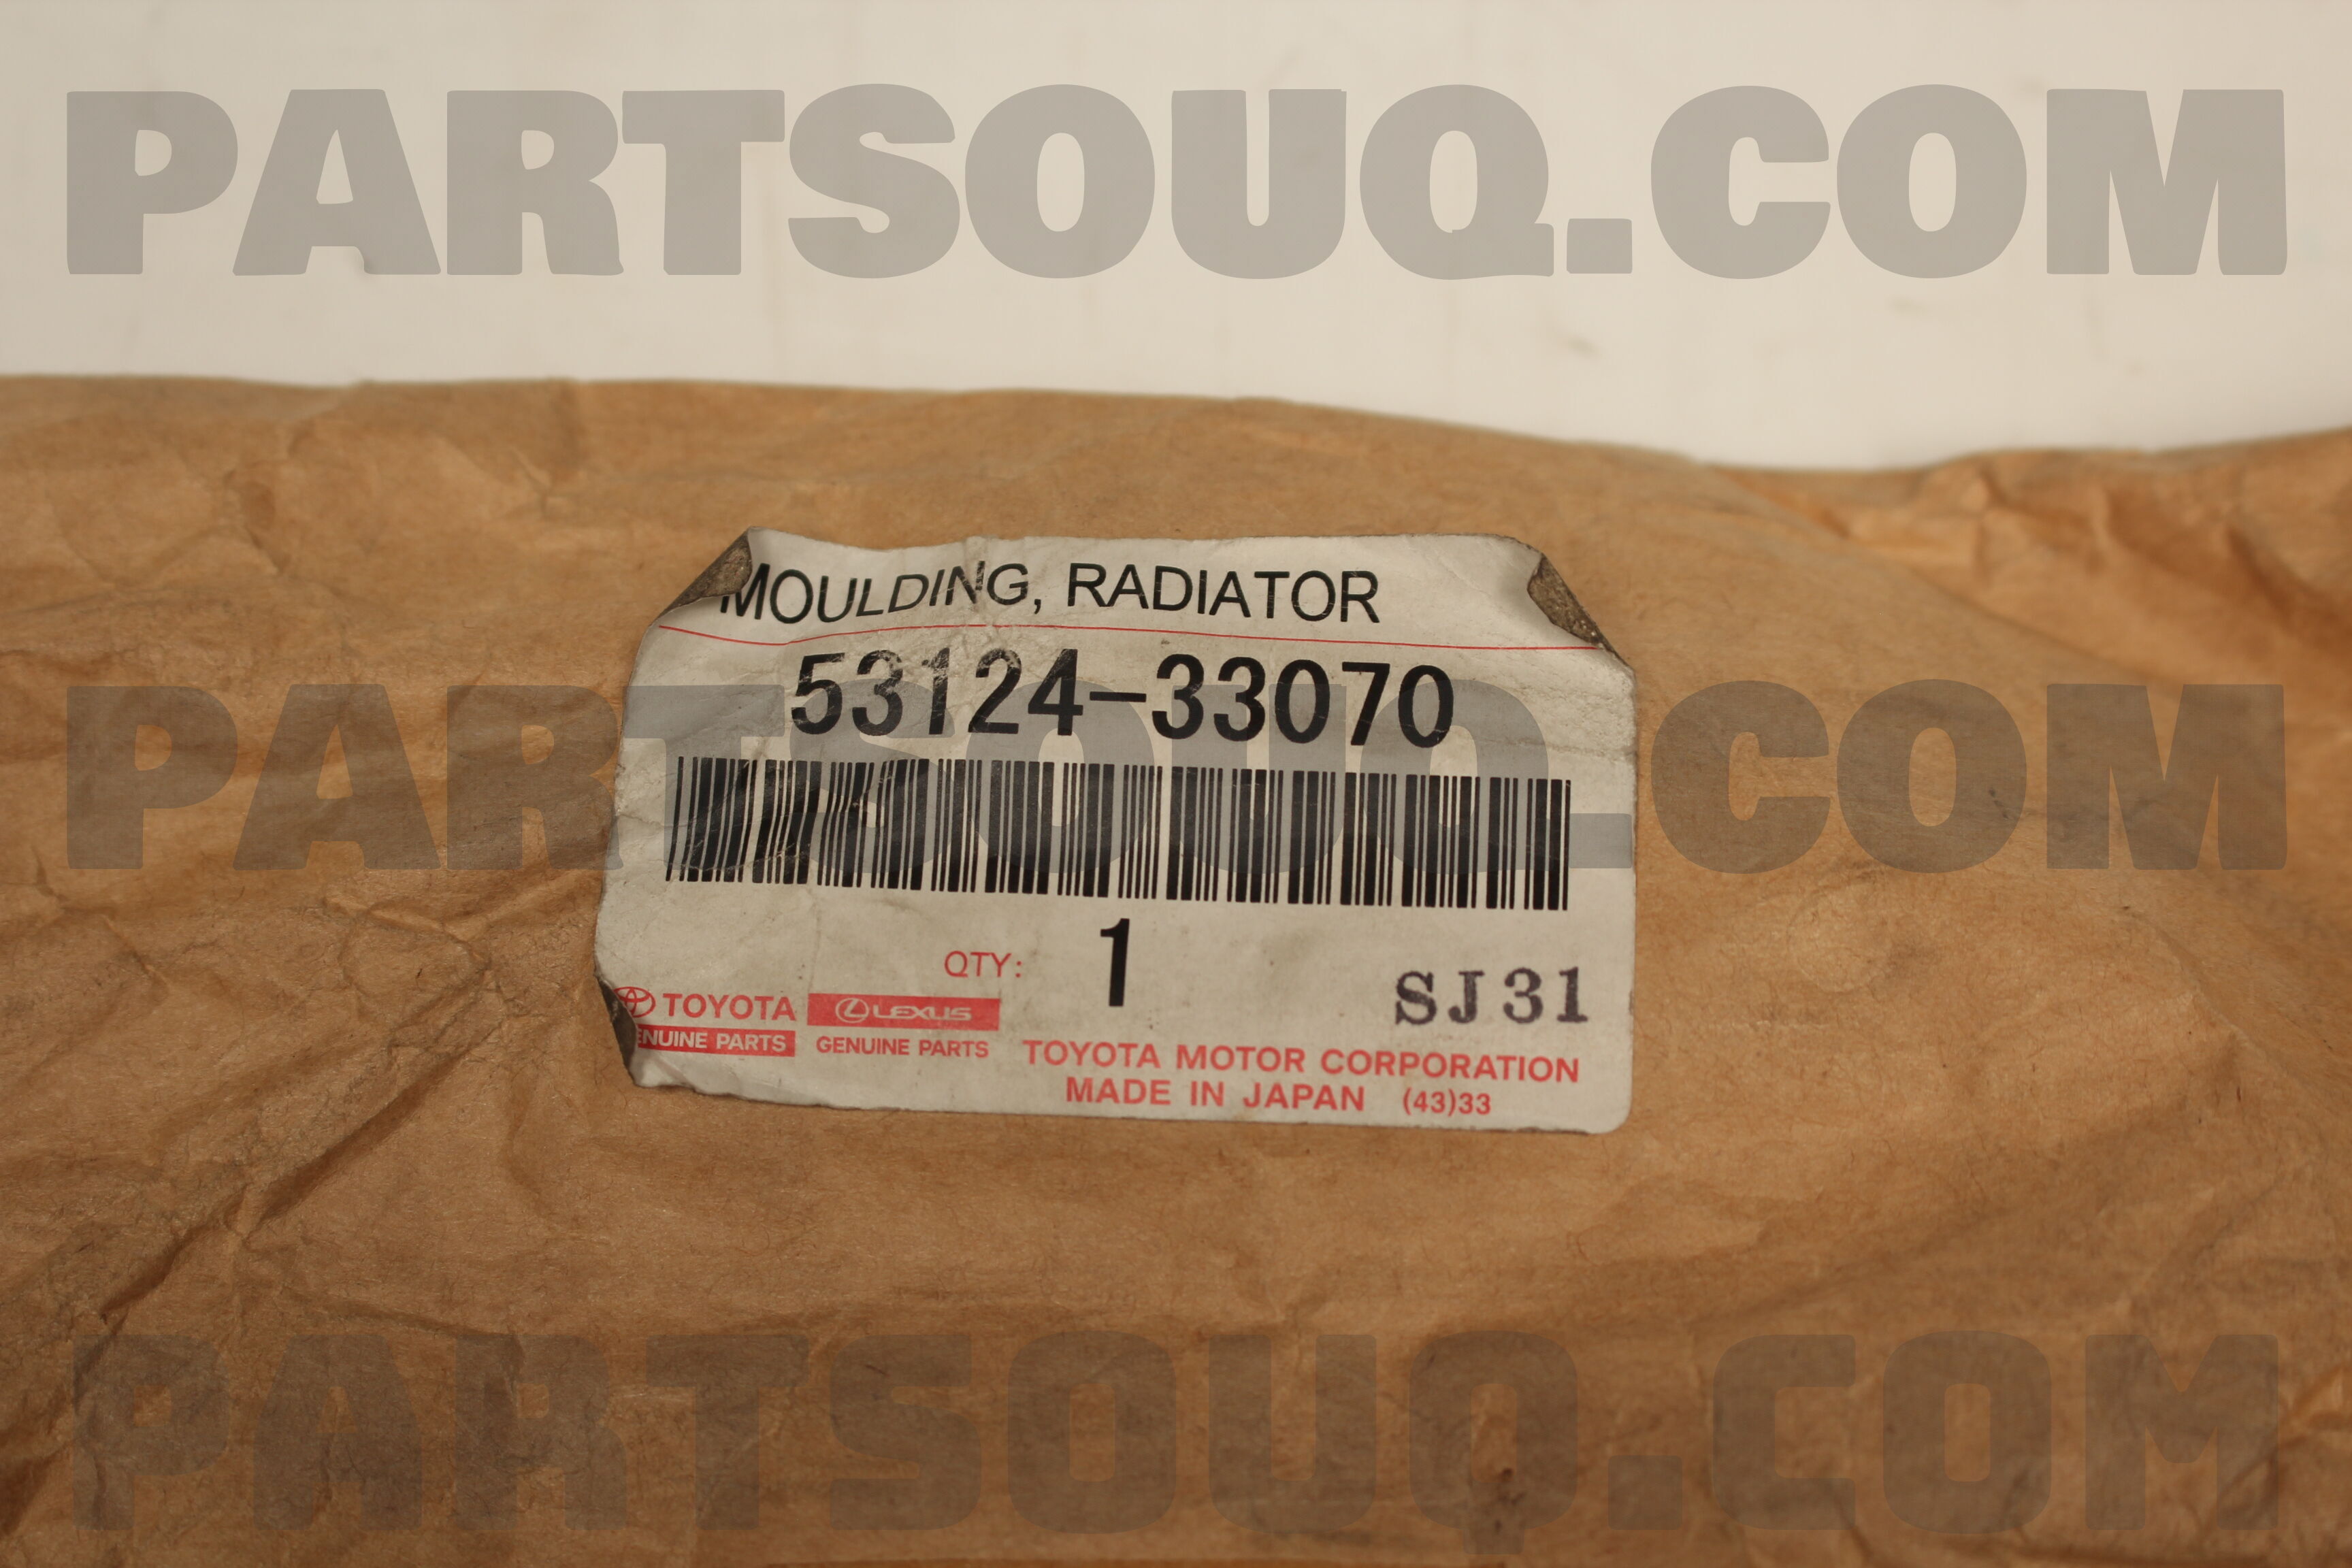 PARTSOUQ.COM
MOULDING, RADIATOR
53124-33070
PARTSOUQ.COM
QTY: 1
SJ31
TOYOTA LEXUS
ENUINE PARTS GENUINE PARTS
TOYOTA MOTOR CORPORATION
MADE IN JAPAN (43)33
PARTSOUQ.COM